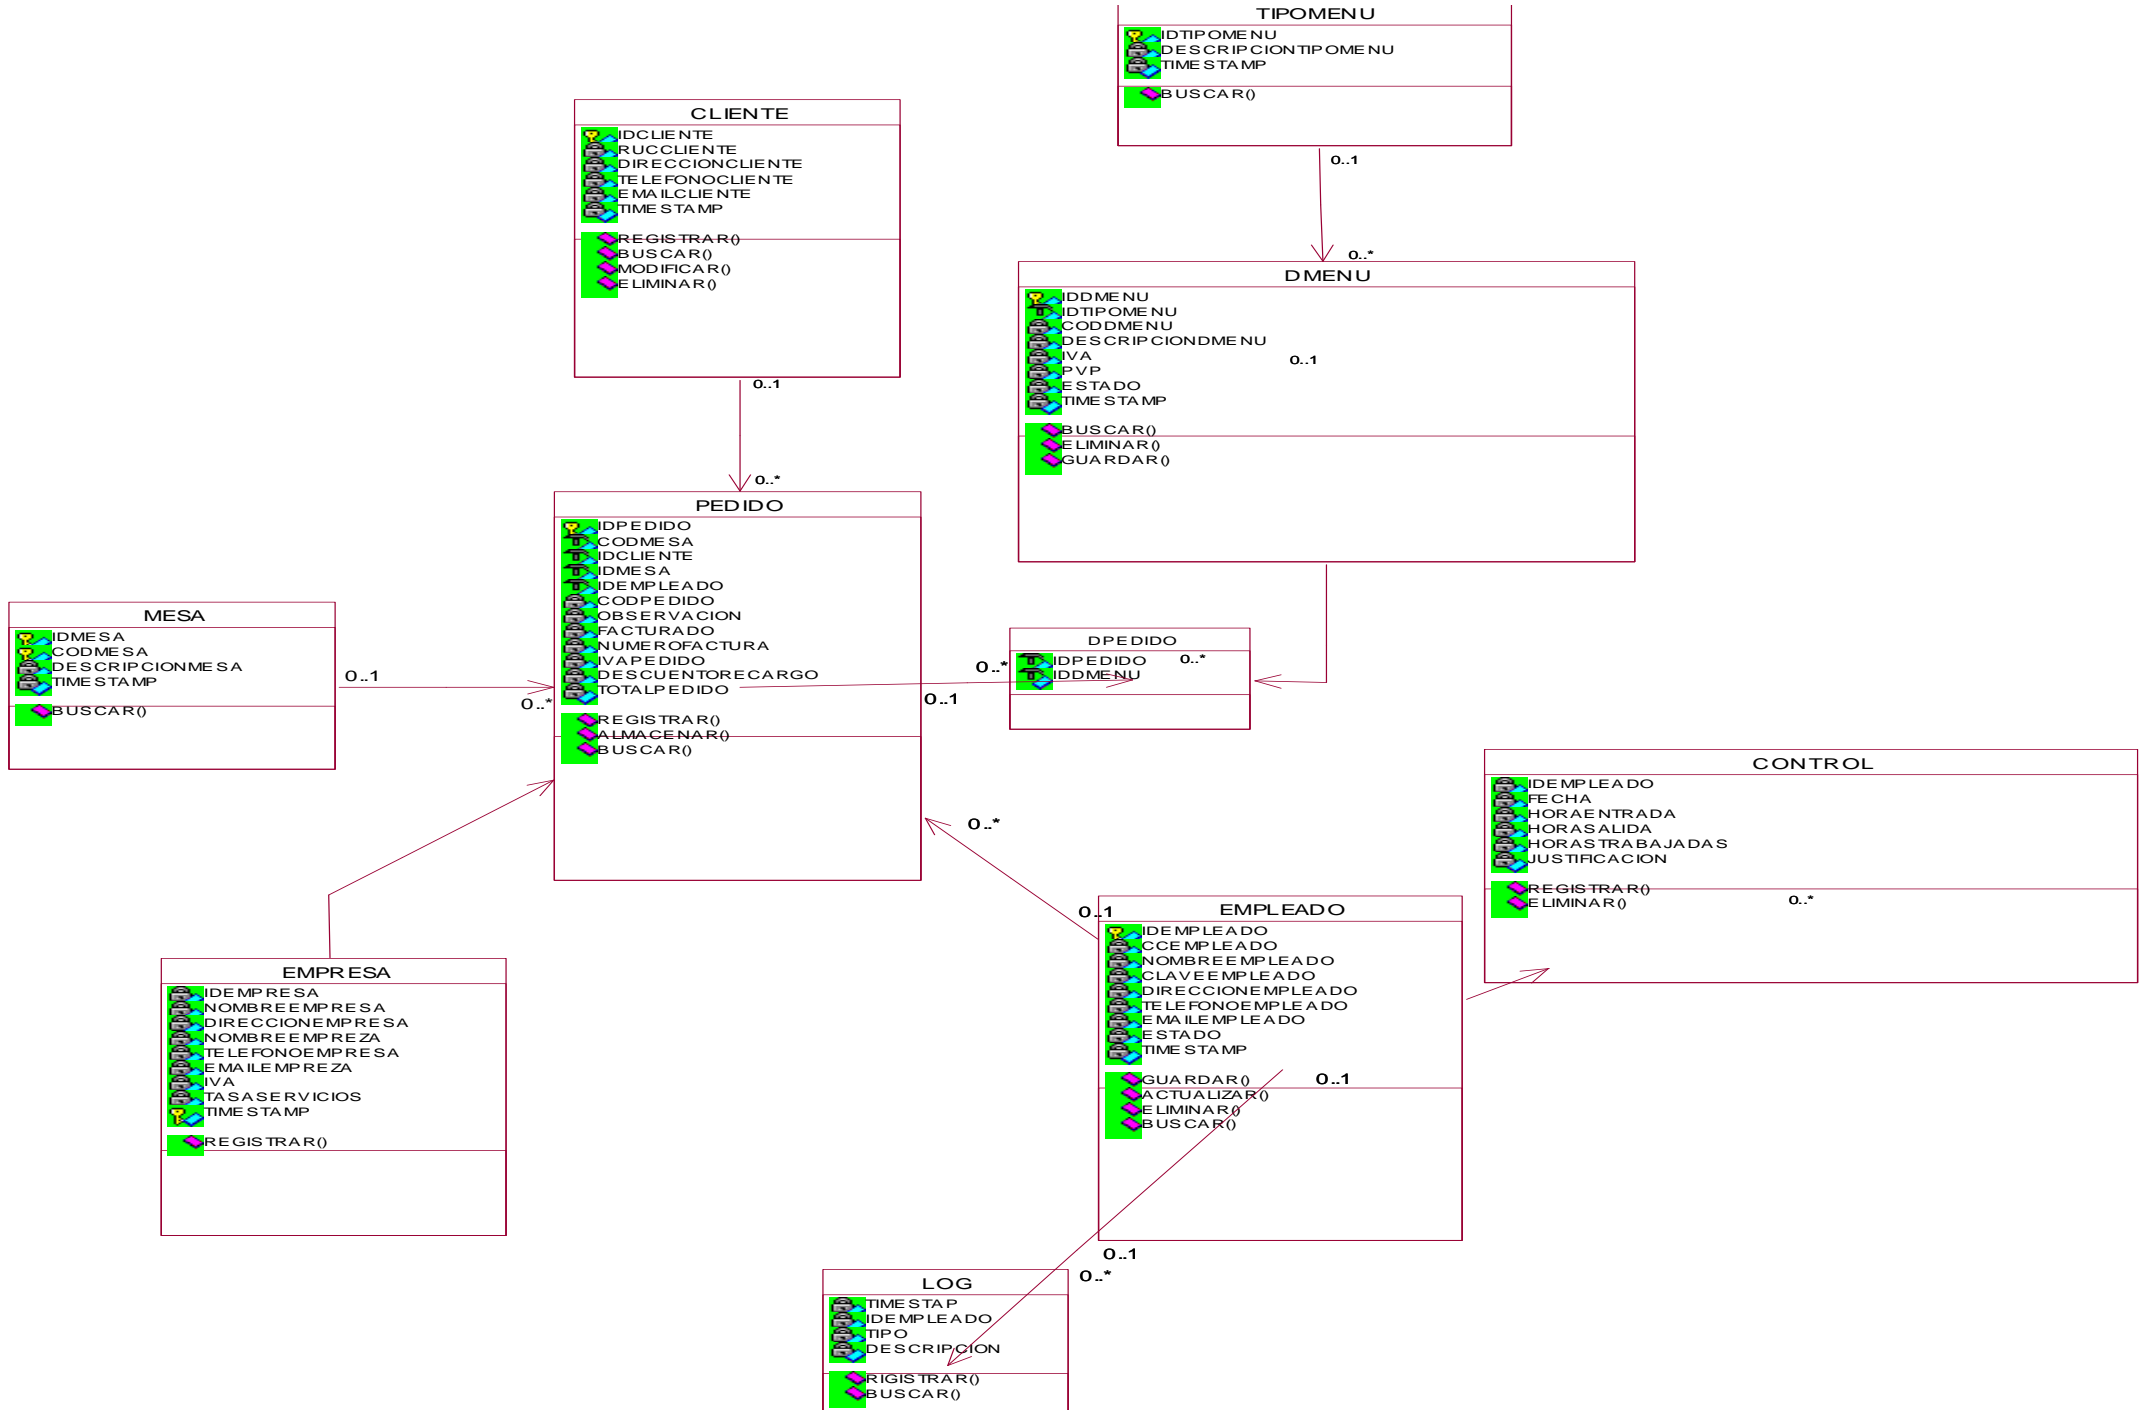 TIPOMENU
IDTIPOMENU
DESCRIPCIONTIPOMENU
TIMESTAMP
BUSCAR()
0..1
0..*
CLIENTE
IDCLIENTE
RUCCLIENTE
DIRECCIONCLIENTE
TELEFONOCLIENTE
EMAILCLIENTE
TIMESTAMP
REGISTRAR()
BUSCAR()
MODIFICAR()
ELIMINAR()
0..1
0..*
DMENU
IDDMENU
IDTIPOMENU
CODDMENU
DESCRIPCIONDMENU
IVA
0..1
PVP
ESTADO
TIMESTAMP
BUSCAR()
ELIMINAR()
GUARDAR()
PEDIDO
IDPEDIDO
CODMESA
IDCLIENTE
IDMESA
IDEMPLEADO
CODPEDIDO
OBSERVACION
FACTURADO
NUMEROFACTURA
IVAPEDIDO
DESCUENTORECARGO
TOTALPEDIDO
REGISTRAR()
ALMACENAR()
BUSCAR()
MESA
IDMESA
CODMESA
DESCRIPCIONMESA
TIMESTAMP
BUSCAR()
0..1
0..*
0..*
0..1
DPEDIDO
IDPEDIDO
0..*
IDDMENU
CONTROL
IDEMPLEADO
FECHA
HORAENTRADA
HORASALIDA
HORASTRABAJADAS
JUSTIFICACION
REGISTRAR()
ELIMINAR()
0..*
0..*
0..1
EMPLEADO
IDEMPLEADO
CCEMPLEADO
NOMBREEMPLEADO
CLAVEEMPLEADO
DIRECCIONEMPLEADO
TELEFONOEMPLEADO
EMAILEMPLEADO
ESTADO
TIMESTAMP
GUARDAR()
0..1
ACTUALIZAR()
ELIMINAR()
BUSCAR()
EMPRESA
IDEMPRESA
NOMBREEMPRESA
DIRECCIONEMPRESA
NOMBREEMPREZA
TELEFONOEMPRESA
EMAILEMPREZA
IVA
TASASERVICIOS
TIMESTAMP
REGISTRAR()
0..1
0..*
LOG
TIMESTAP
IDEMPLEADO
TIPO
DESCRIPCION
RIGISTRAR()
BUSCAR()